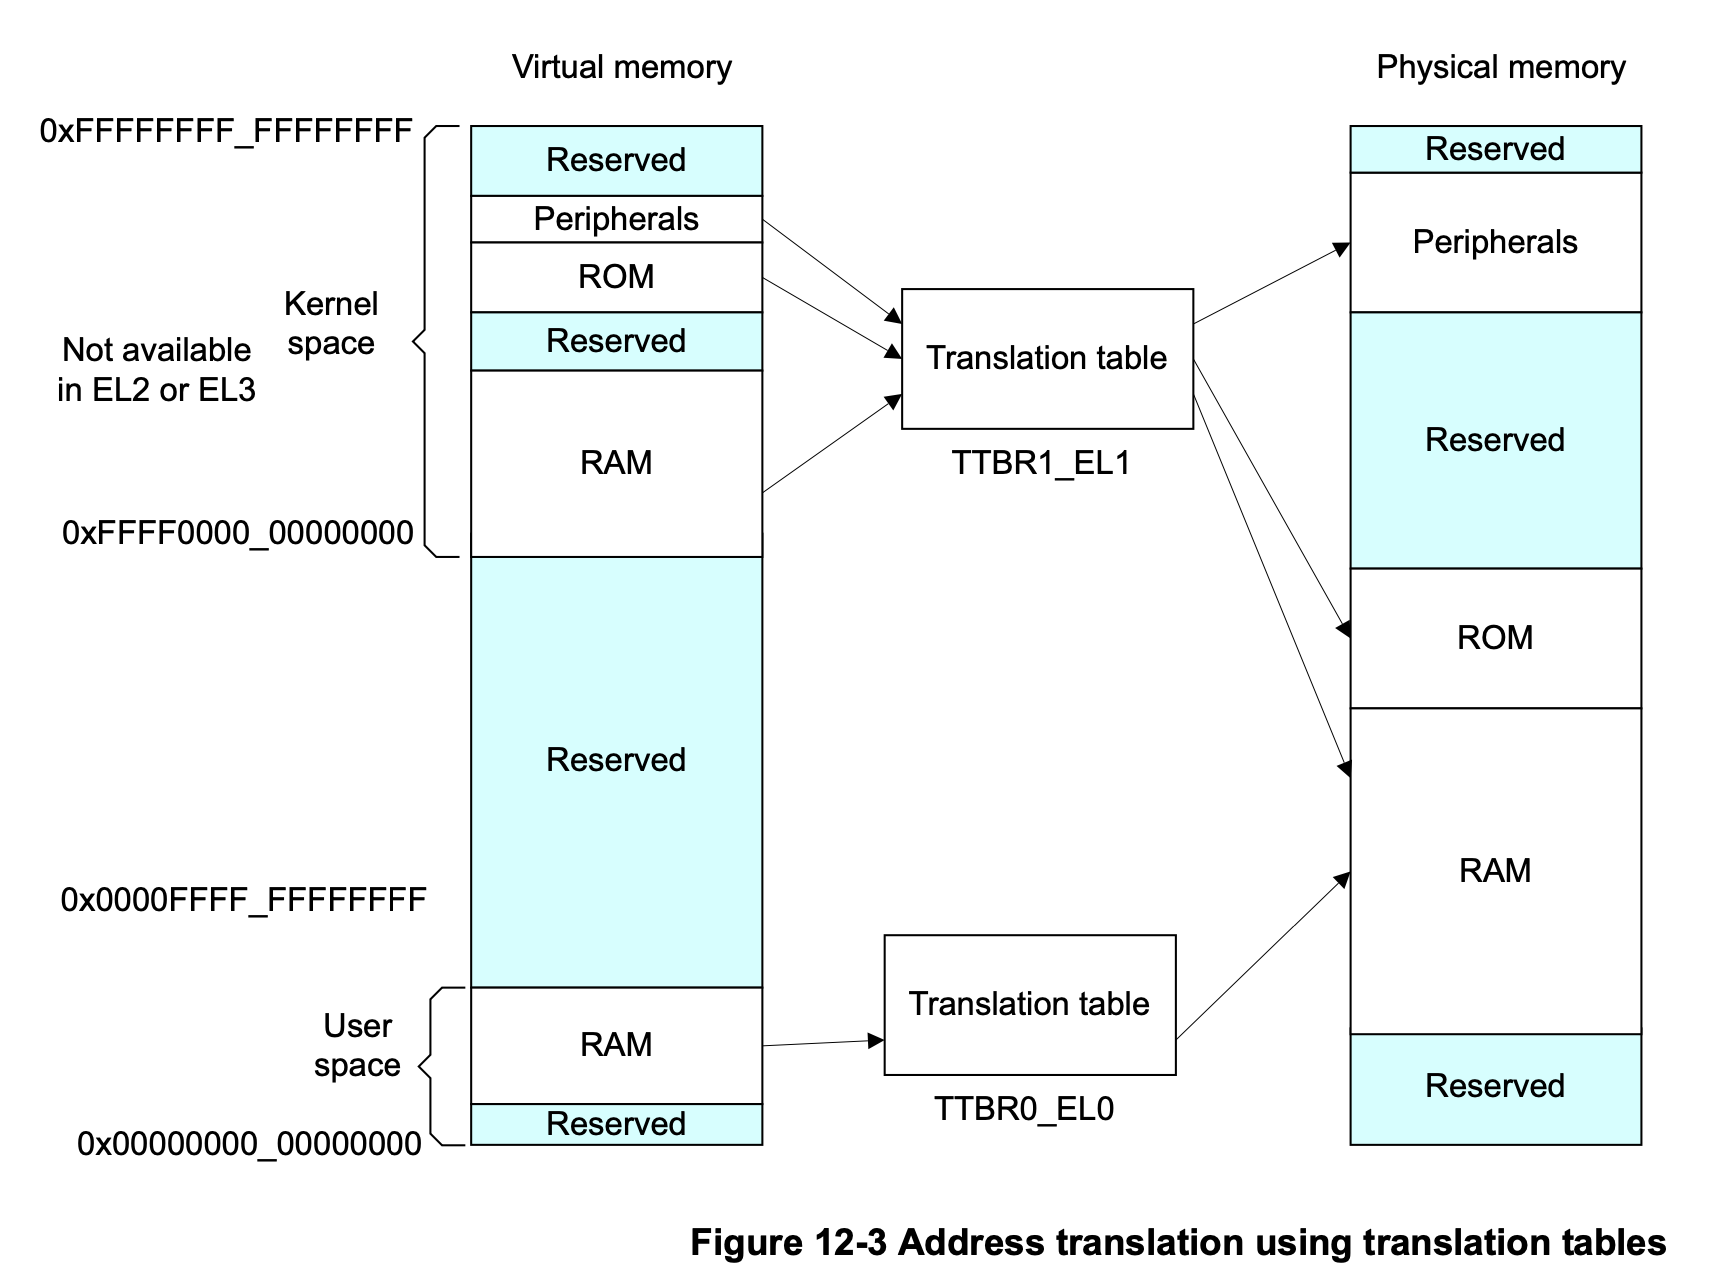 Virtual memory
Physical memory
0xFFFFFFFF_FFFFFFFF
Reserved
Peripherals
ROM
Reserved
RAM
Kernel
space
Not available
in EL2 or EL3
0xFFFF0000_00000000
Reserved
0x0000FFFF_FFFFFFFF
User
space
RAM
Reserved
0x00000000_00000000
Translation table
TTBR1_EL1
Translation table
TTBR0_EL0
Reserved
Peripherals
Reserved
ROM
RAM
Reserved
Figure 12-3 Address translation using translation tables